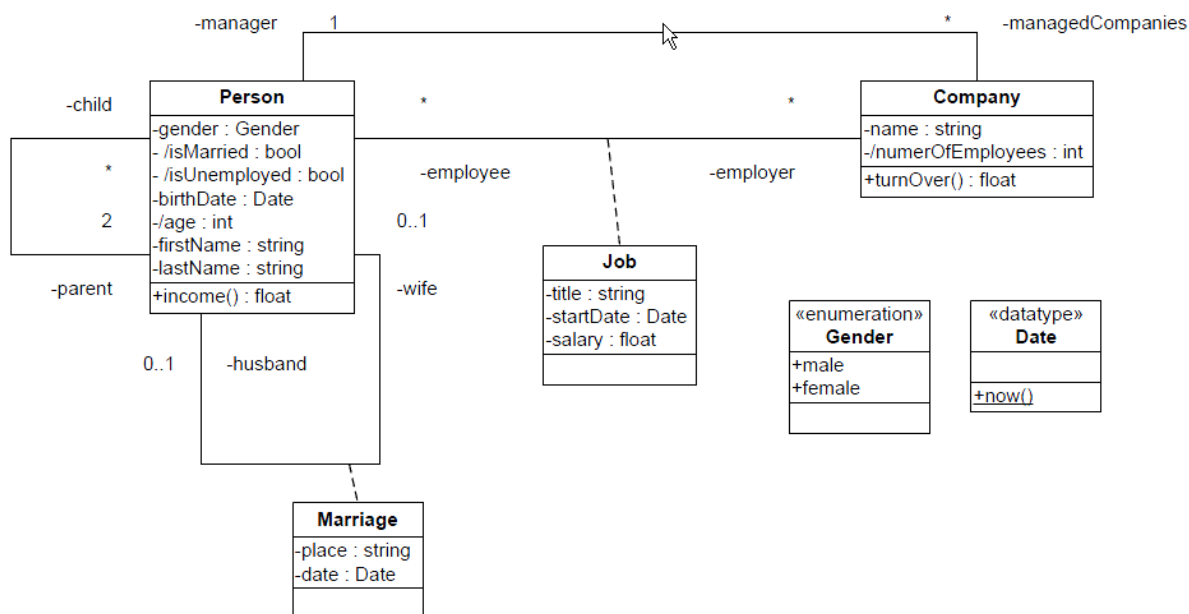 -manager
1
*
-managedCompanies
-child
*
2
-parent
Person
-gender : Gender
- /isMarried : bool
- /isUnemployed : bool
-birthDate : Date
-/age : int
-firstName : string
-lastName : string
+income() : float
*
*
-employee
-employer
Company
-name : string
-/numerOfEmployees : int
+turnOver() : float
0..1
-wife
0..1
-husband
Job
-title : string
-startDate : Date
-salary : float
«enumeration»
Gender
+male
+female
«datatype»
Date
+now()
Marriage
-place : string
-date : Date